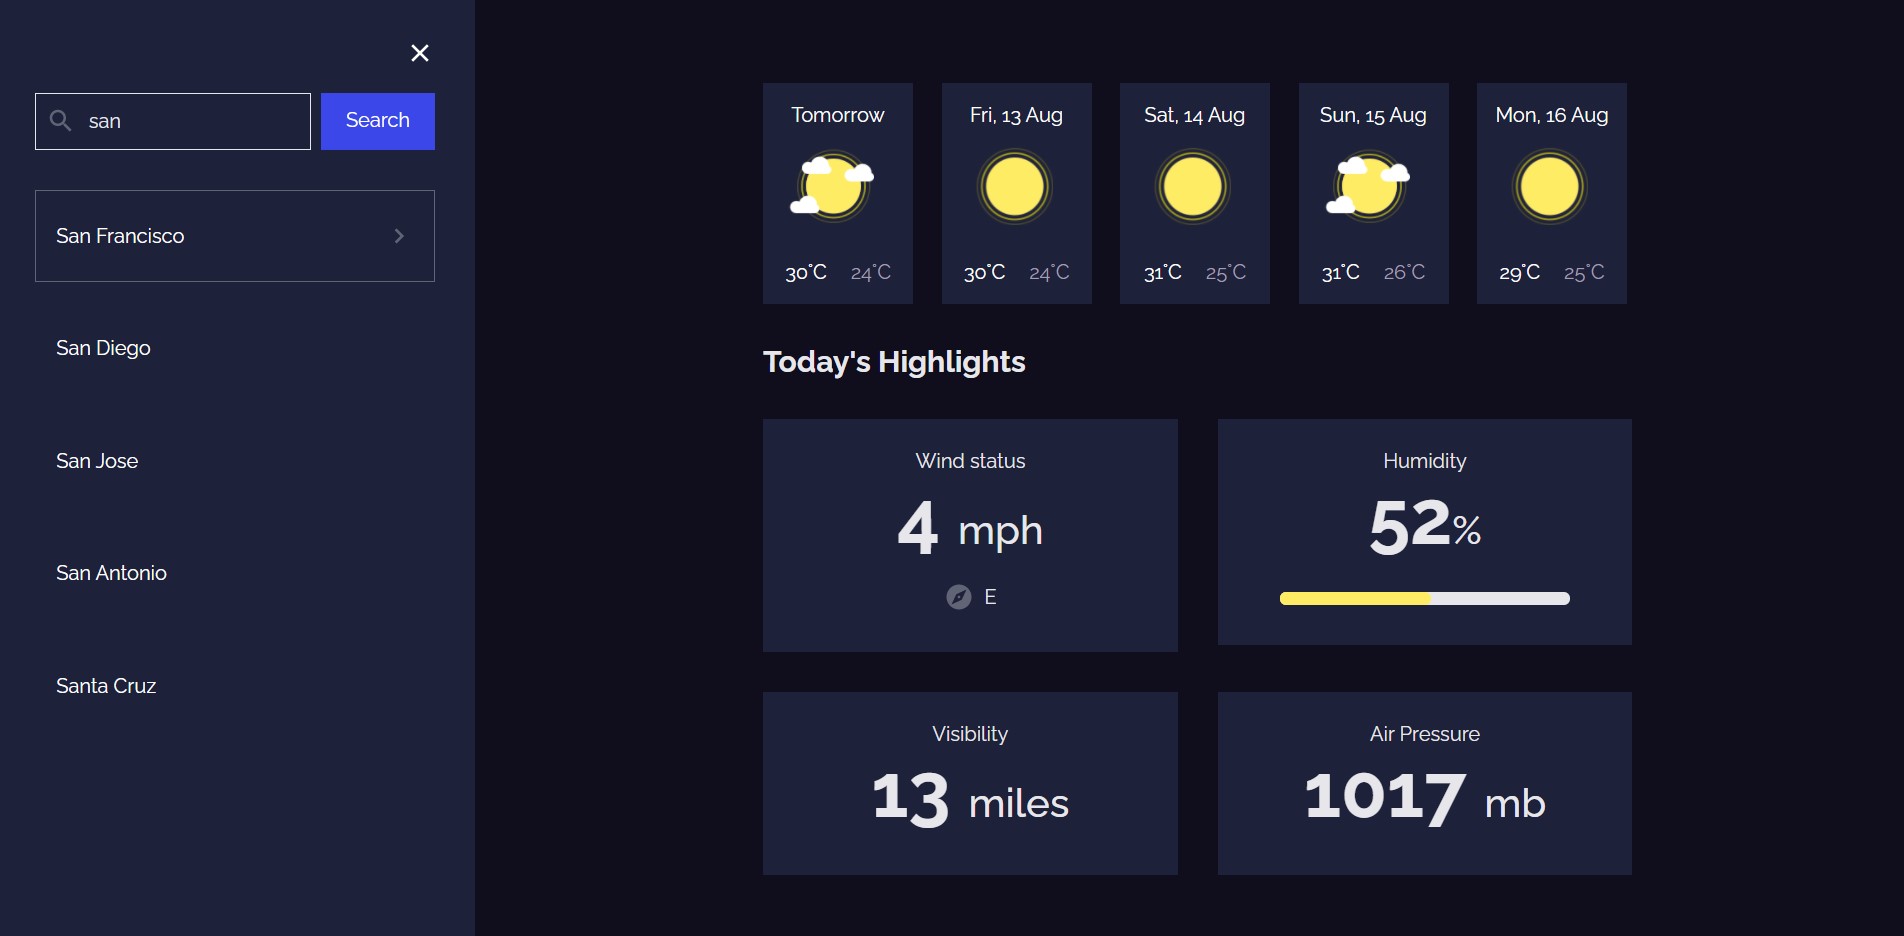 san
Search
San Francisco
San Diego
San Jose
San Antonio
Santa Cruz
Tomorrow
30°C 24°C
Fri, 13 Aug
30°C 24°C
Sat, 14 Aug
31°C 25°C
Sun, 15 Aug
31°C 26°C
Mon, 16 Aug
29°C 25°C
Today's Highlights
Wind status
4 mph
E
Humidity
52%
Visibility
13 miles
Air Pressure
1017 mb